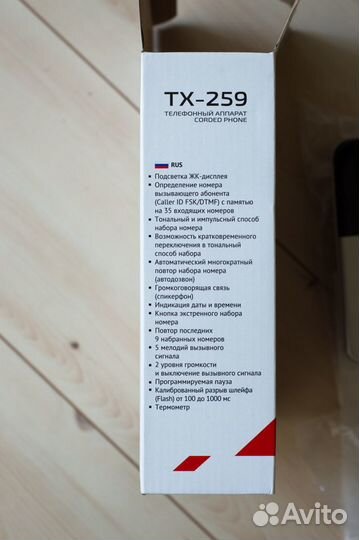 TX-259
ТЕЛЕФОННЫЙ АППАРАТ
CORDED PHONE
RUS
• Подсветка ЖК-дисплея
• Определение номера
вызывающего абонента
(Caller ID FSK/DTMF) с памятью
на 35 входящих номеров
• Тональный и импульсный способ
набора номера
• Возможность кратковременного
переключения в тональный
способ набора
• Автоматический многократный
повтор набора номера
(автодозвон)
• Громкоговорящая связь
(спикерфон)
• Индикация даты и времени
• Кнопка экстренного набора
номера
• Повтор последних
9 набранных номеров
• 5 мелодий вызывного
сигнала
• 2 уровня громкости
и выключение вызывного сигнала
• Программируемая пауза
• Калиброванный разрыв шлейфа
(Flash) от 100 до 1000 мс
• Термометр
Avito